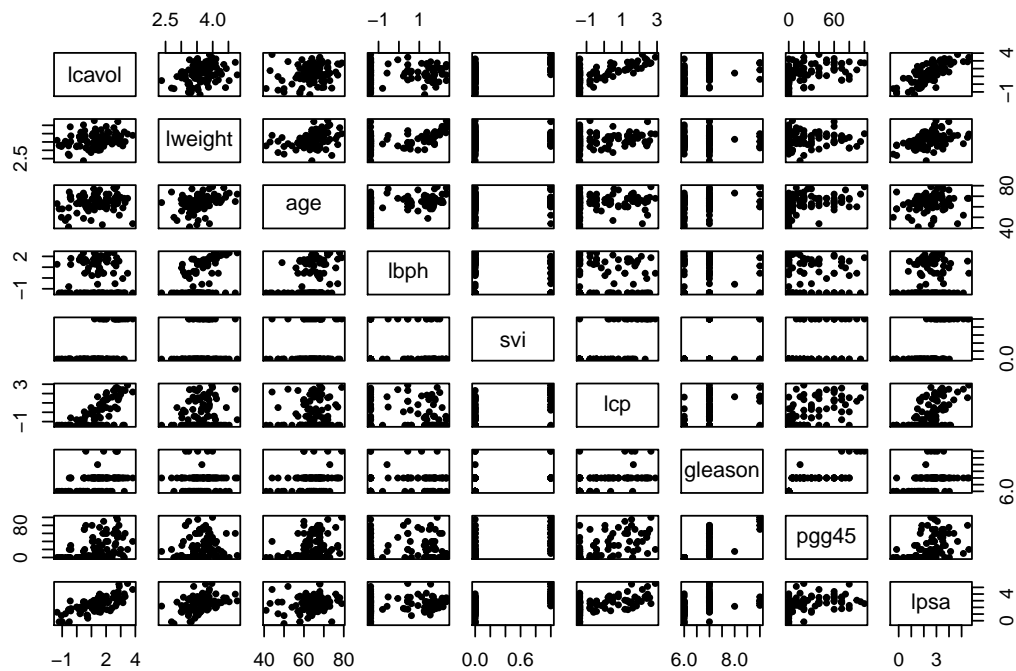 2.5 4.0 −1 1 −1 1 3 0 60
lcavol −1 4
2.5 lweight
age 40 80
−1 2 lbph
svi 0.0
−1 3 lcp
gleason 6.0
0 80 pgg45
lpsa 0 4
−1 2 4 40 60 80 0.0 0.6 6.0 8.0 0 3